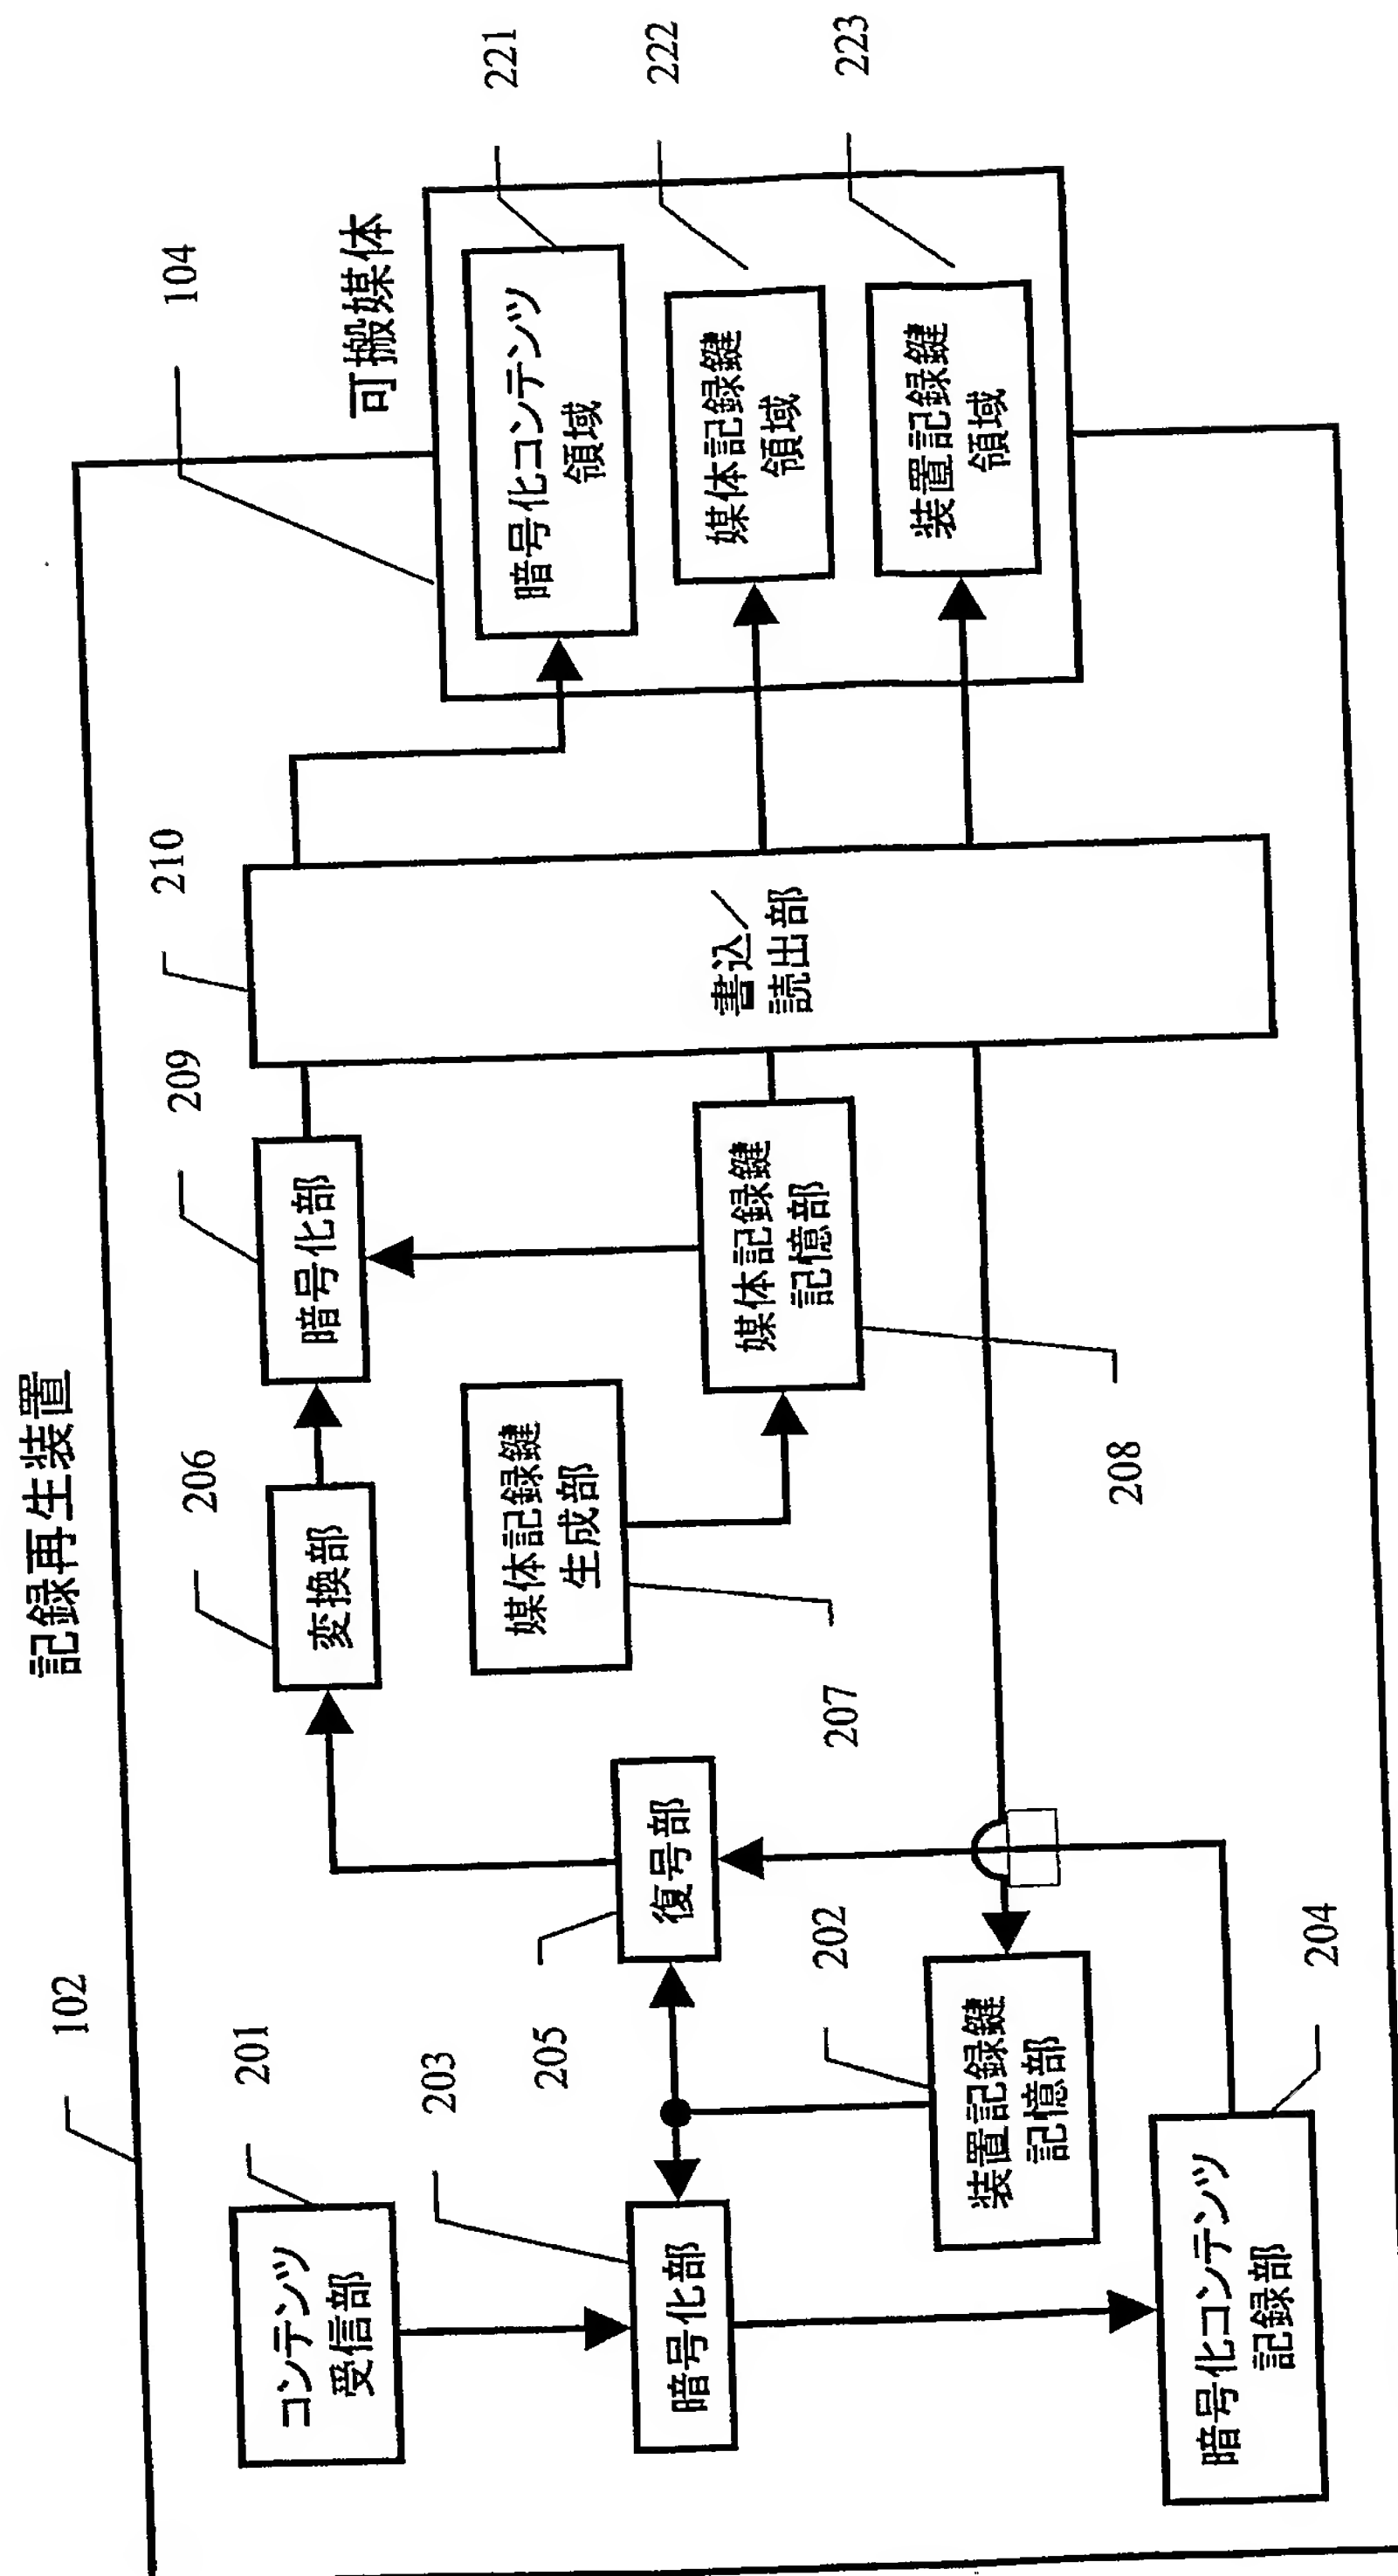 記録再生装置
102
104
可搬媒体
201
コンテンツ
受信部
203
暗号化部
205
復号部
202
装置記録鍵
記憶部
204
暗号化コンテンツ
記録部
206
変換部
207
媒体記録鍵
生成部
209
暗号化部
208
媒体記録鍵
記憶部
210
書込/
読出部
221
暗号化コンテンツ
領域
222
媒体記録鍵
領域
223
装置記録鍵
領域